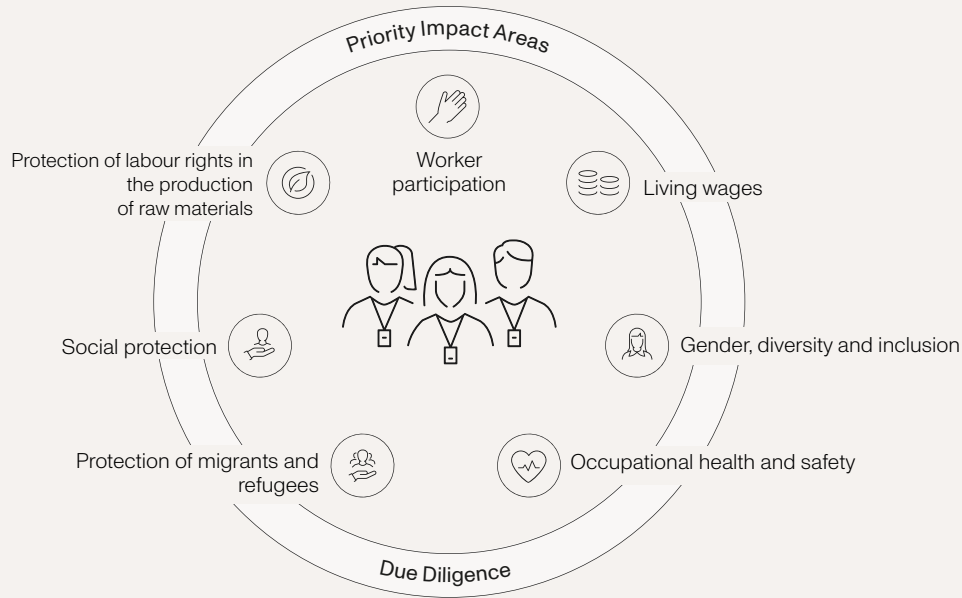 Priority Impact Areas
Worker
participation
Protection of labour rights in
the production
of raw materials
Living wages
Social protection
Gender, diversity and inclusion
Protection of migrants and
refugees
Occupational health and safety
Due Diligence